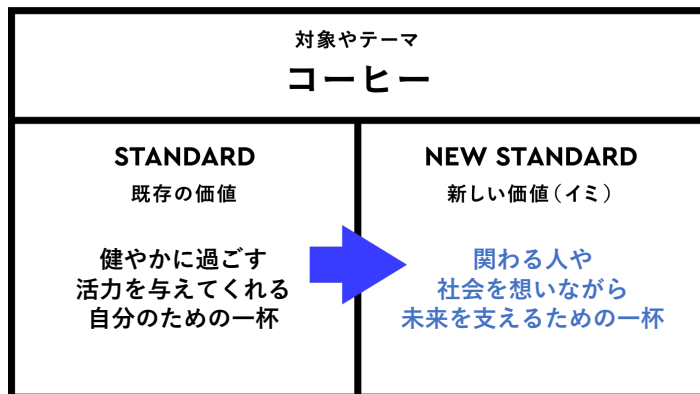 対象やテーマ
コーヒー
STANDARD
既存の価値
健やかに過ごす
活力を与えてくれる
自分のための一杯
NEW STANDARD
新しい価値（イミ）
関わる人や
社会を想いながら
未来を支えるための一杯